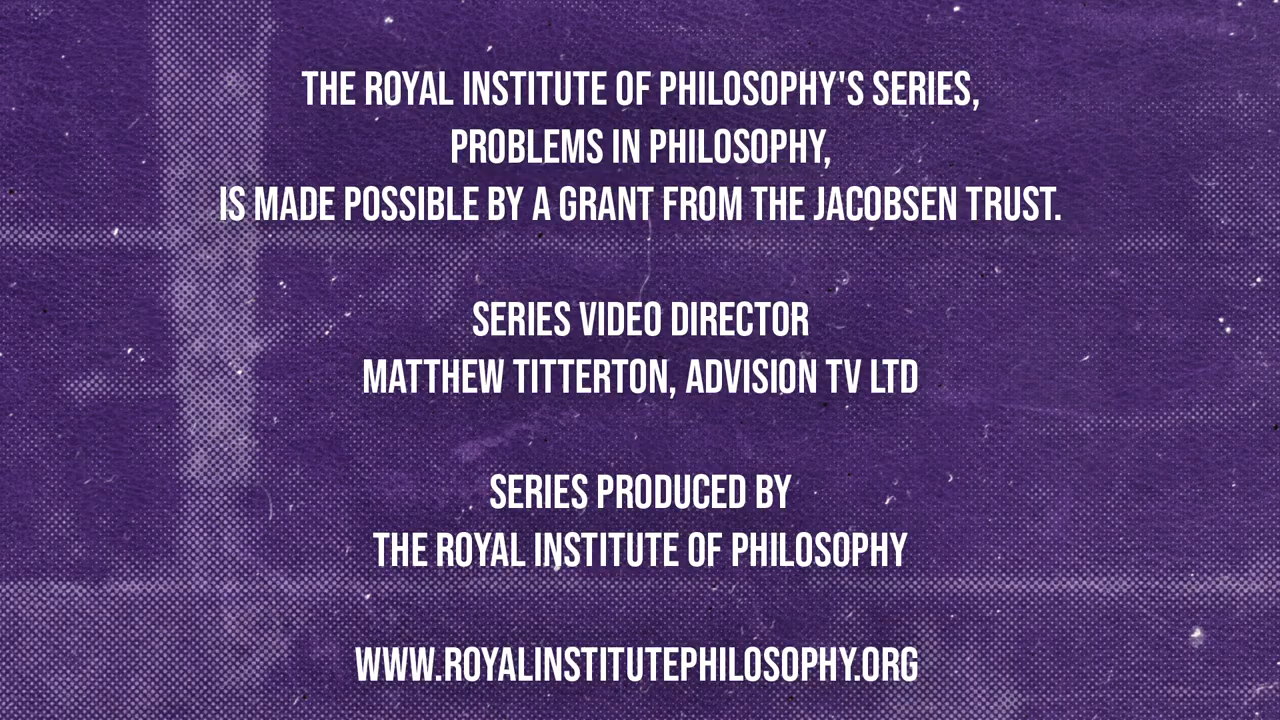 THE ROYAL INSTITUTE OF PHILOSOPHY'S SERIES,
PROBLEMS IN PHILOSOPHY,
IS MADE POSSIBLE BY A GRANT FROM THE JACOBSEN TRUST.
SERIES VIDEO DIRECTOR
MATTHEW TITTERTON, ADVISION TV LTD
SERIES PRODUCED BY
THE ROYAL INSTITUTE OF PHILOSOPHY
WWW.ROYALINSTITUTEPHILOSOPHY.ORG